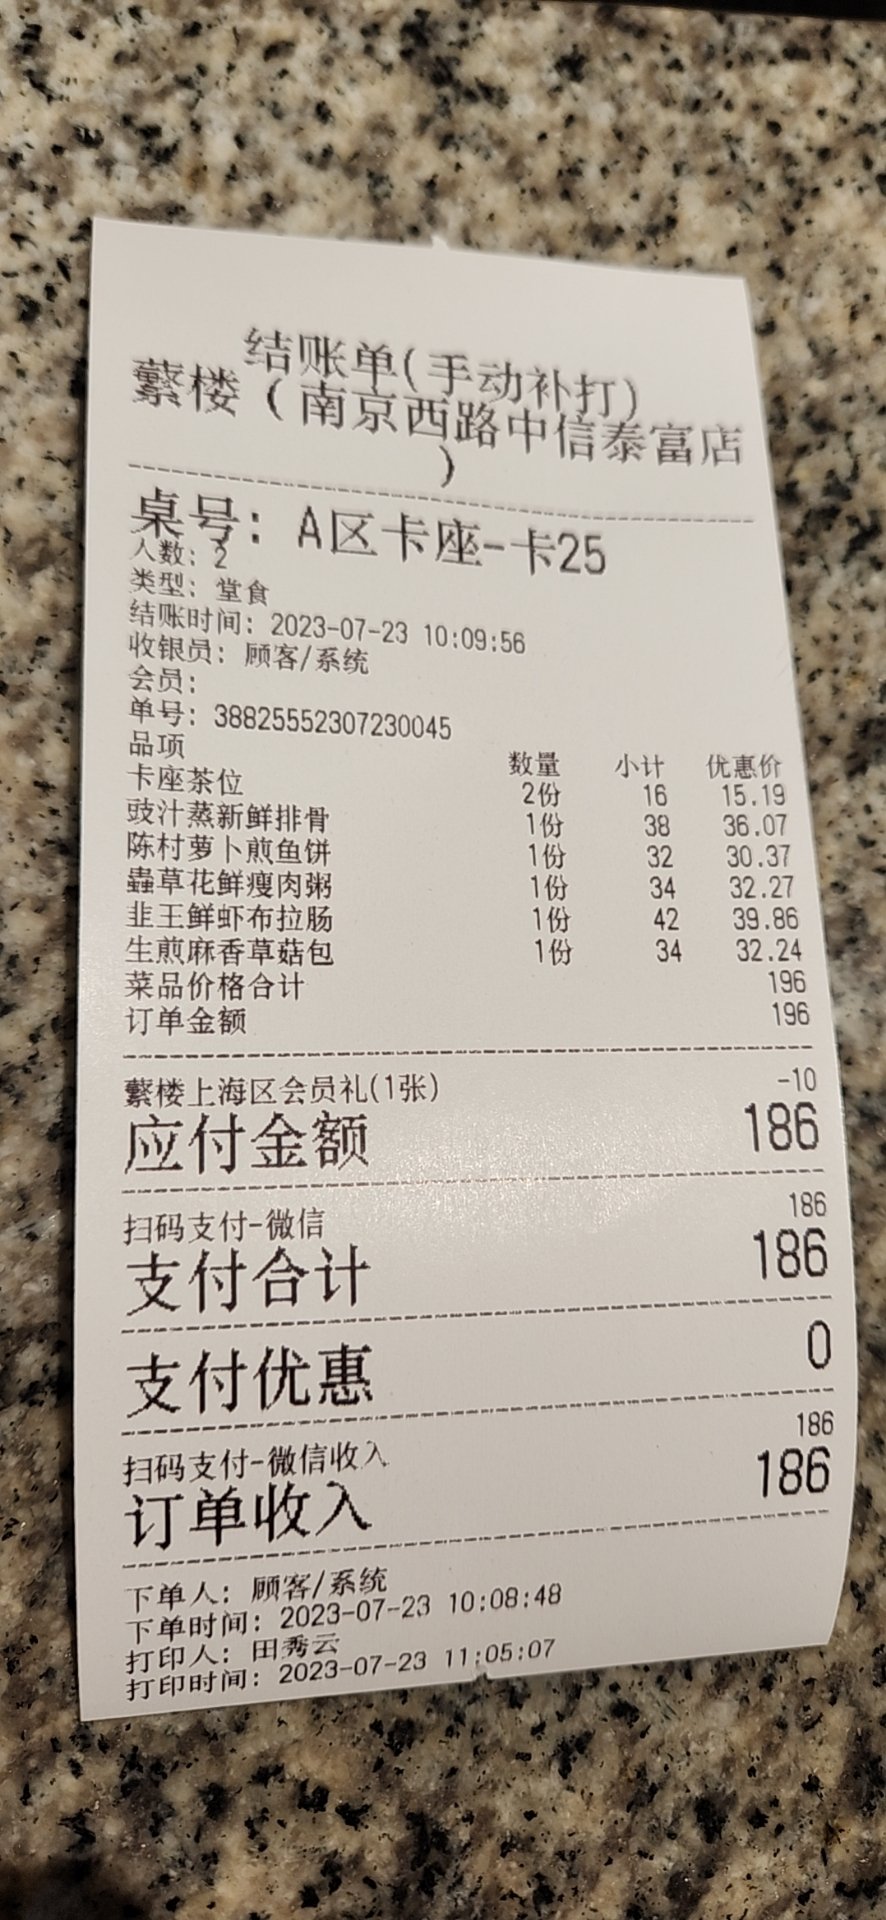 结账单(手动补打)
蘩楼（南京西路中信泰富店
）
桌号: A区卡座-卡25
人数: 2
类型: 堂食
结账时间: 2023-07-23 10:09:56
收银员: 顾客/系统
会员:
单号: 38825552307230045
品项 数量 小计 优惠价
卡座茶位 2份 16 15.19
豉汁蒸新鲜排骨 1份 38 36.07
陈村萝卜煎鱼饼 1份 32 30.37
蟲草花鲜瘦肉粥 1份 34 32.27
韭王鲜虾布拉肠 1份 42 39.86
生煎麻香草菇包 1份 34 32.24
菜品价格合计 196
订单金额 196
蘩楼上海区会员礼(1张) -10
应付金额 186
扫码支付-微信 186
支付合计 186
支付优惠 0
扫码支付-微信收入 186
订单收入 186
下单人: 顾客/系统
下单时间: 2023-07-23 10:08:48
打印人: 田秀云
打印时间: 2023-07-23 11:05:07